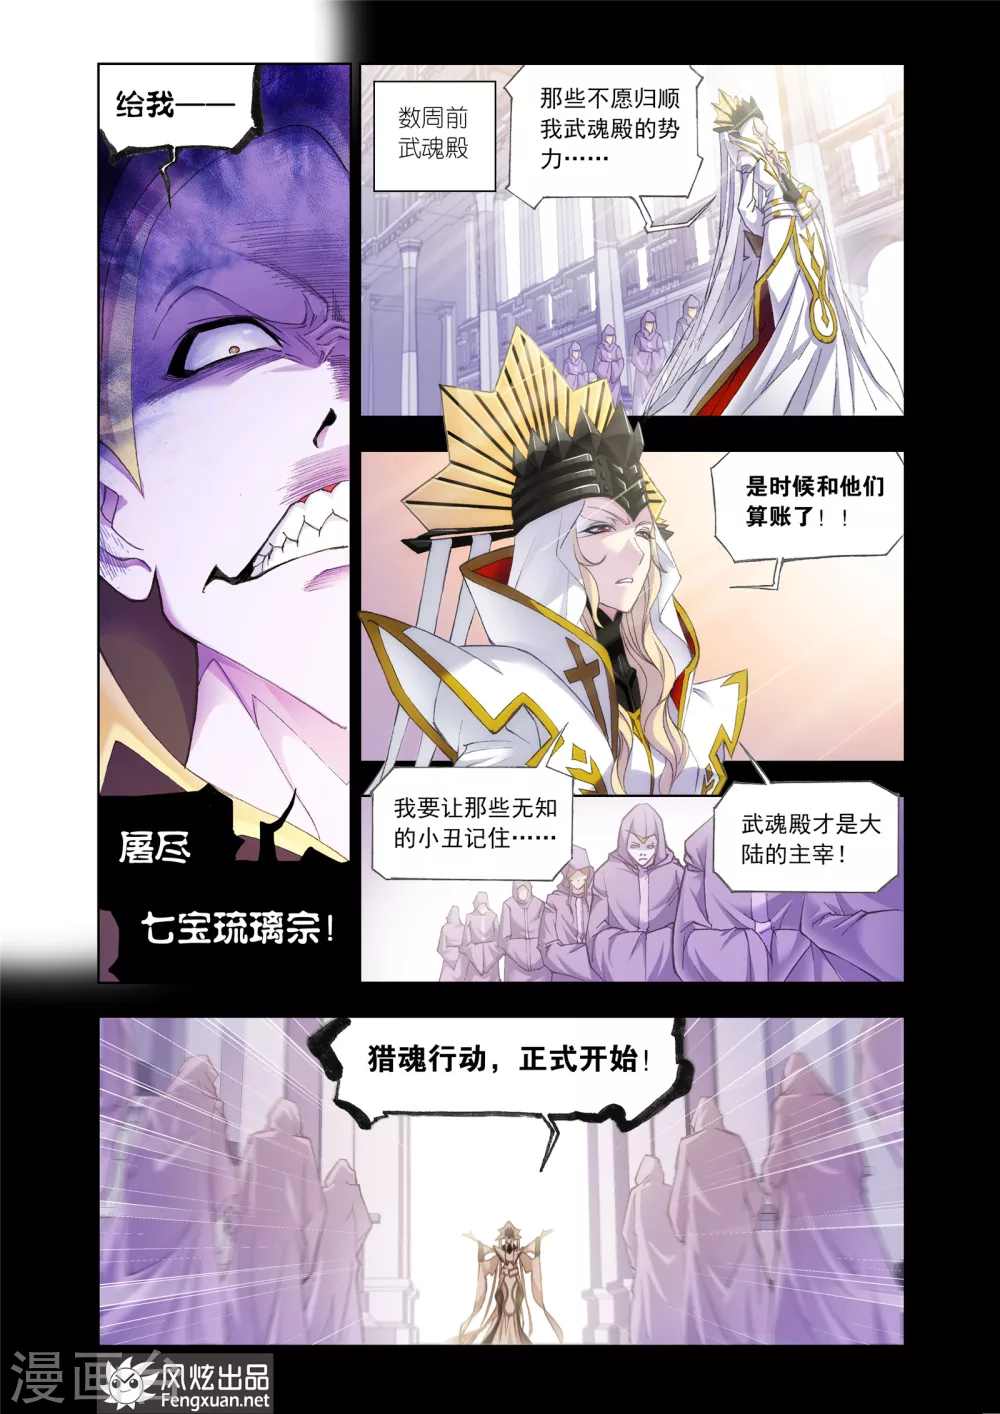 给我——
数周前
武魂殿
那些不愿归顺
我武魂殿的势
力······
是时候和他们
算账了！！
我要让那些无知
的小丑记住······
武魂殿才是大
陆的主宰！
屠尽
七宝琉璃宗！
猎魂行动，正式开始！
漫画台
风炫出品
Fengxuan.net